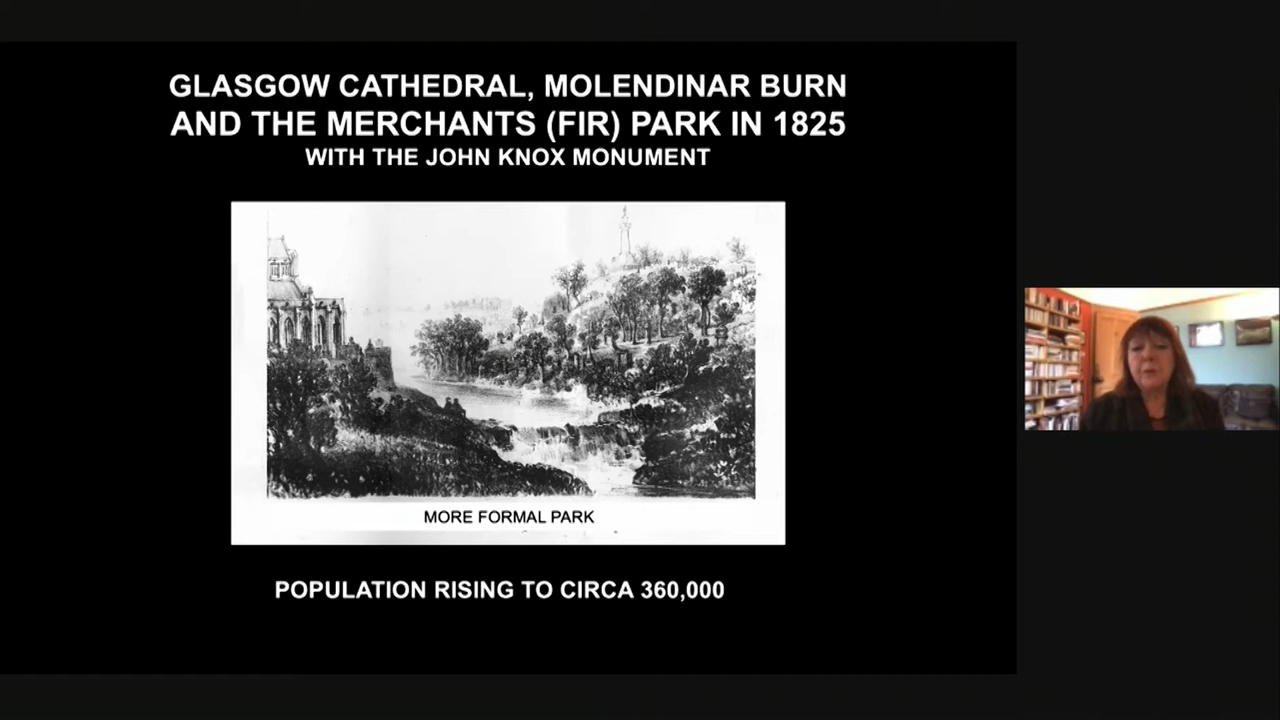 GLASGOW CATHEDRAL, MOLENDINAR BURN
AND THE MERCHANTS (FIR) PARK IN 1825
WITH THE JOHN KNOX MONUMENT
MORE FORMAL PARK
POPULATION RISING TO CIRCA 360,000